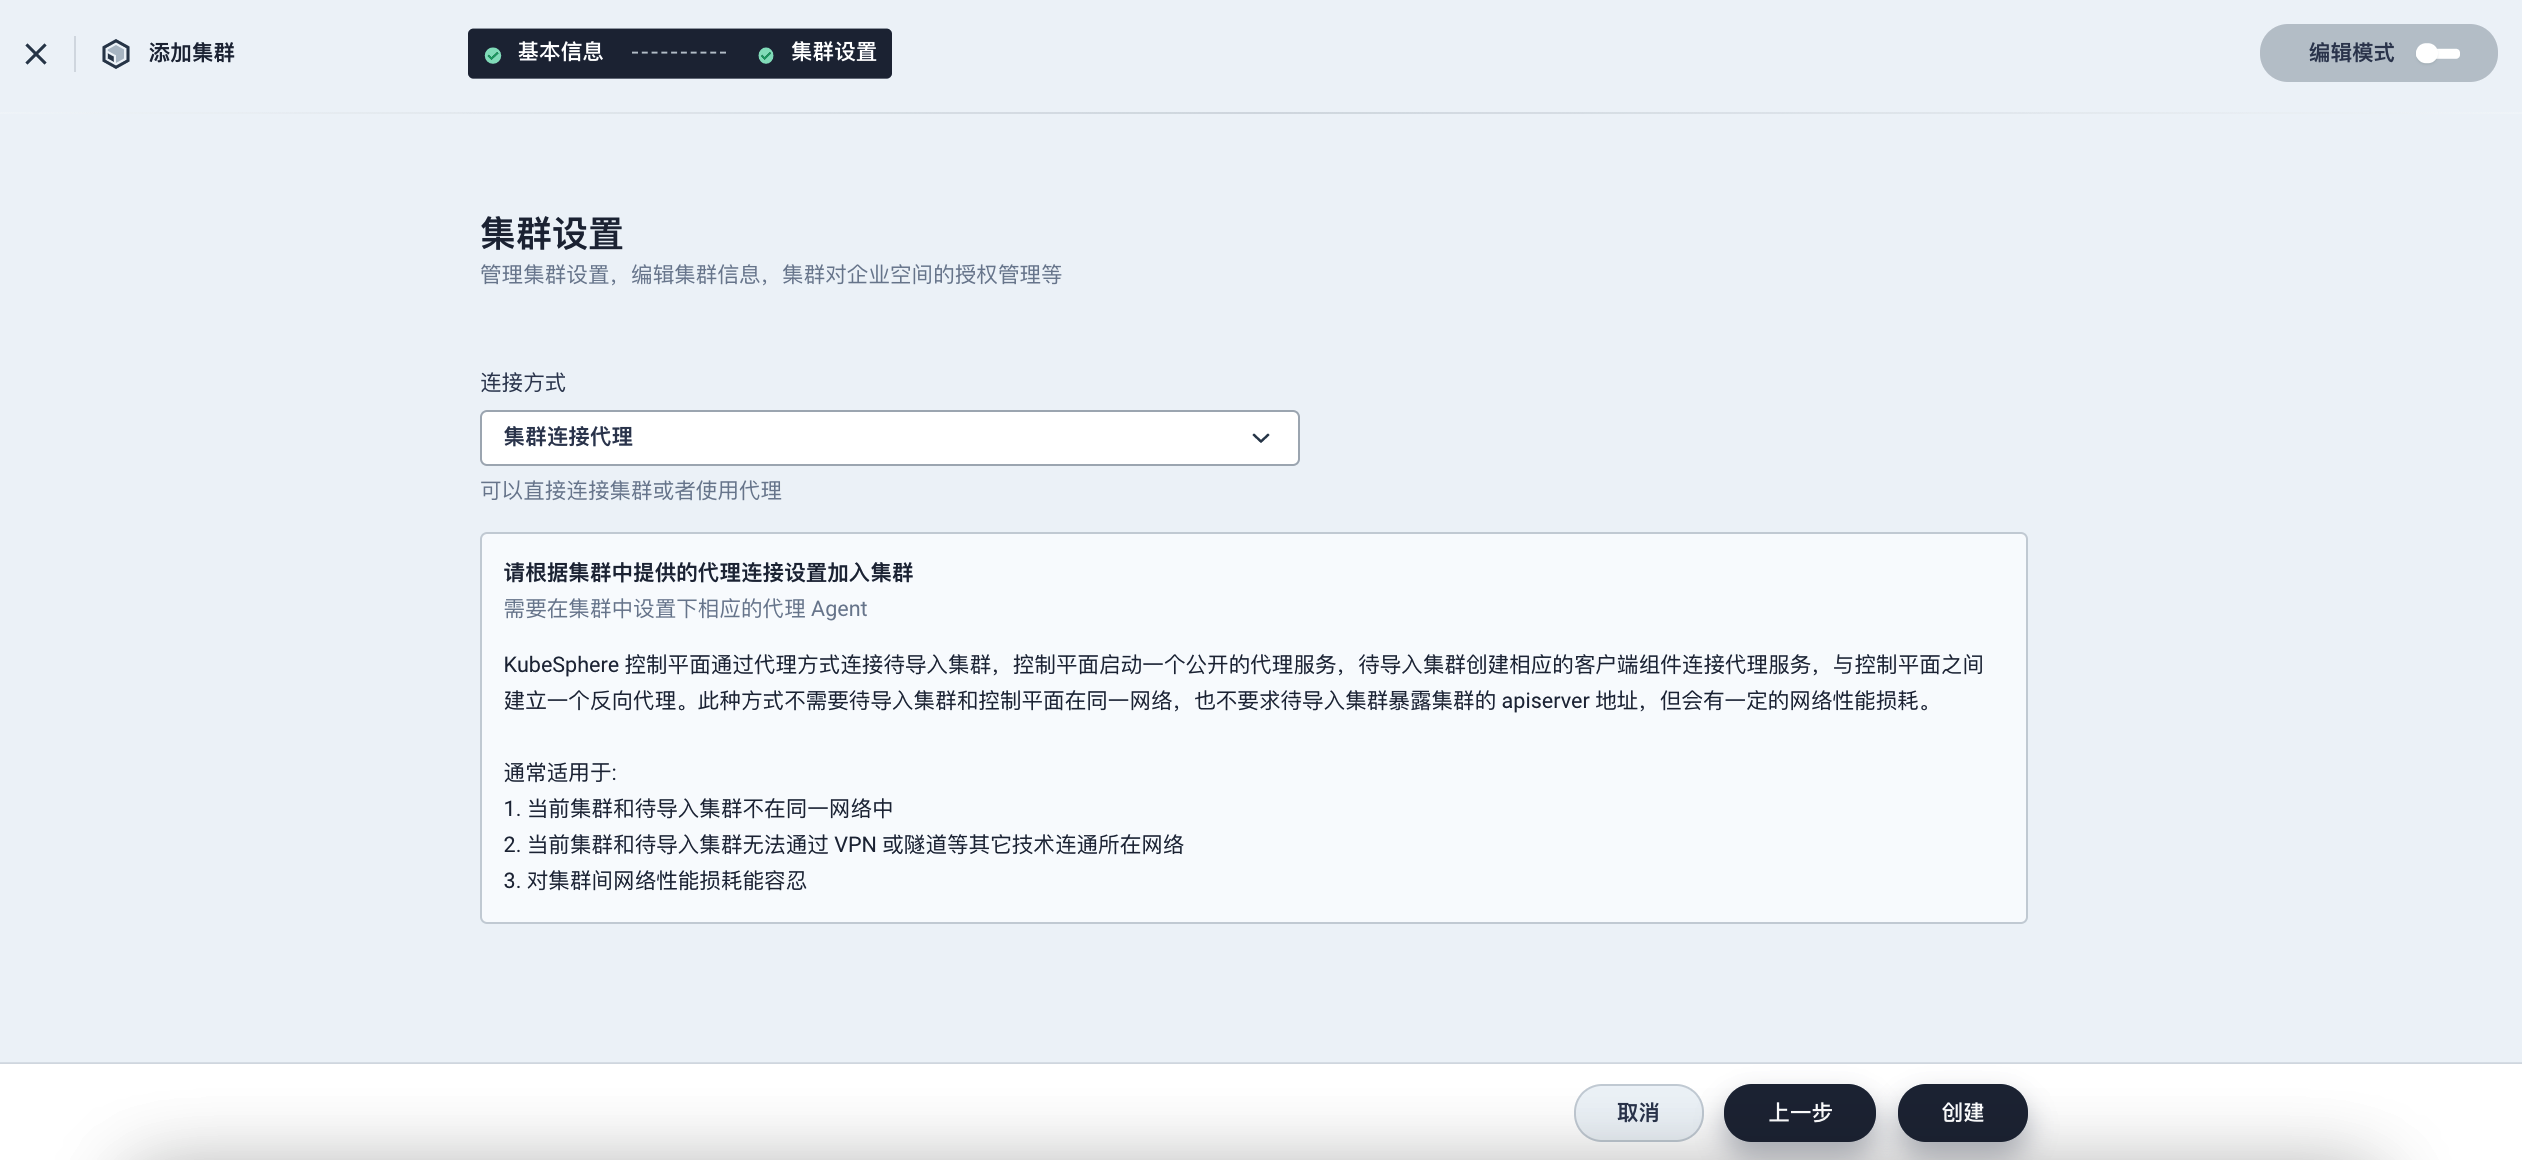 添加集群
基本信息
集群设置
编辑模式
集群设置
管理集群设置，编辑集群信息，集群对企业空间的授权管理等
连接方式
集群连接代理
可以直接连接集群或者使用代理
请根据集群中提供的代理连接设置加入集群
需要在集群中设置下相应的代理 Agent
KubeSphere 控制平面通过代理方式连接待导入集群，控制平面启动一个公开的代理服务，待导入集群创建相应的客户端组件连接代理服务，与控制平面之间
建立一个反向代理。此种方式不需要待导入集群和控制平面在同一网络，也不要求待导入集群暴露集群的 apiserver 地址，但会有一定的网络性能损耗。
通常适用于:
1. 当前集群和待导入集群不在同一网络中
2. 当前集群和待导入集群无法通过 VPN 或隧道等其它技术连通所在网络
3. 对集群间网络性能损耗能容忍
取消
上一步
创建